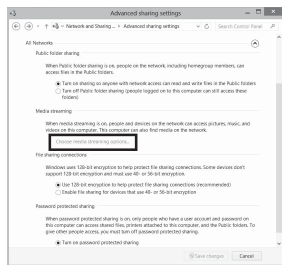 Advanced sharing settings
Network and Sharing ... Advanced sharing settings
Search Control Panel
All Networks
Public folder sharing
When Public folder sharing is on, people on the network, including homegroup members, can
access files in the Public folders.
Turn on sharing so anyone with network access can read and write files in the Public folders
Turn off Public folder sharing (people logged on to this computer can still access these
folders)
Media streaming
When media streaming is on, people and devices on the network can access pictures, music, and
videos on this computer. This computer can also find media on the network.
Choose media streaming options...
File sharing connections
Windows uses 128-bit encryption to help protect file sharing connections. Some devices don't
support 128-bit encryption and must use 40- or 56-bit encryption.
Use 128-bit encryption to help protect file sharing connections (recommended)
Enable file sharing for devices that use 40- or 56-bit encryption
Password protected sharing
When password protected sharing is on, only people who have a user account and password on
this computer can access shared files, printers attached to this computer, and the Public folders. To
give other people access, you must turn off password protected sharing.
Turn on password protected sharing
Save changes
Cancel